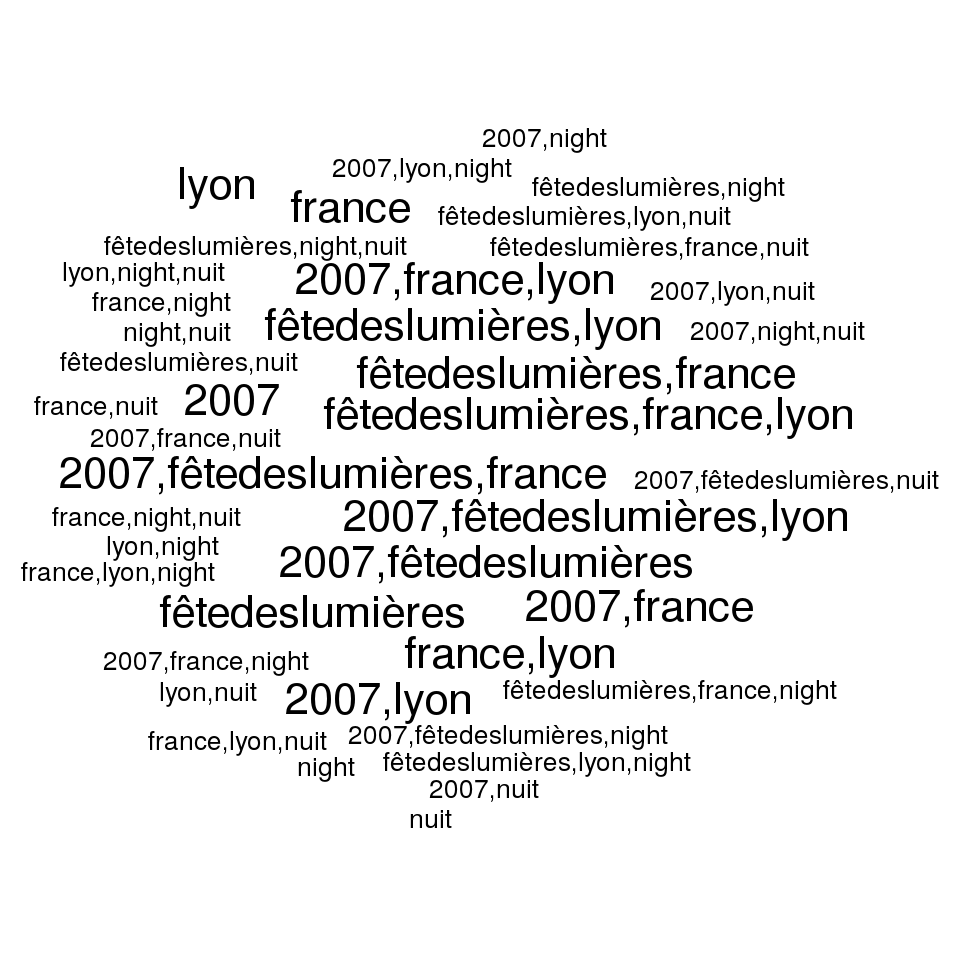 2007,night
2007,lyon,night
lyon
fêtedeslumières,night
france
fêtedeslumières,lyon,nuit
fêtedeslumières,night,nuit
fêtedeslumières,france,nuit
lyon,night,nuit
2007,france,lyon
2007,lyon,nuit
france,night
fêtedeslumières,lyon
night,nuit
2007,night,nuit
fêtedeslumières,nuit
fêtedeslumières,france
2007
france,nuit
fêtedeslumières,france,lyon
2007,france,nuit
2007,fêtedeslumières,france
2007,fêtedeslumières,nuit
france,night,nuit
2007,fêtedeslumières,lyon
lyon,night
2007,fêtedeslumières
france,lyon,night
fêtedeslumières
2007,france
2007,france,night
france,lyon
lyon,nuit
2007,lyon
fêtedeslumières,france,night
france,lyon,nuit
2007,fêtedeslumières,night
night
fêtedeslumières,lyon,night
2007,nuit
nuit